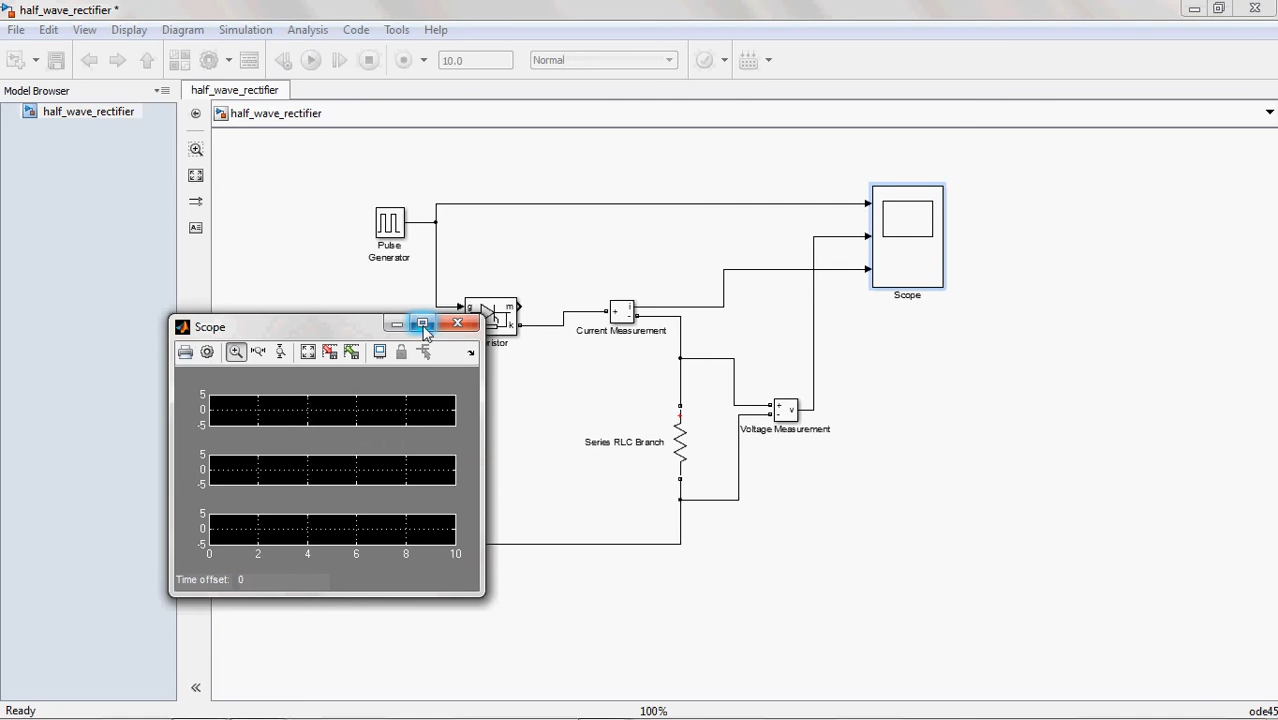 half_wave_rectifier *
File Edit View Display Diagram Simulation Analysis Code Tools Help
10.0 Normal
Model Browser half_wave_rectifier
half_wave_rectifier half_wave_rectifier
Pulse
Generator
Scope
g m
k
ristor
i
+
-
Current Measurement
Scope
5
0
-5
5
0
-5
5
0
-5
0 2 4 6 8 10
Time offset: 0
+
Series RLC Branch
+
-
v
Voltage Measurement
Ready 100% ode45